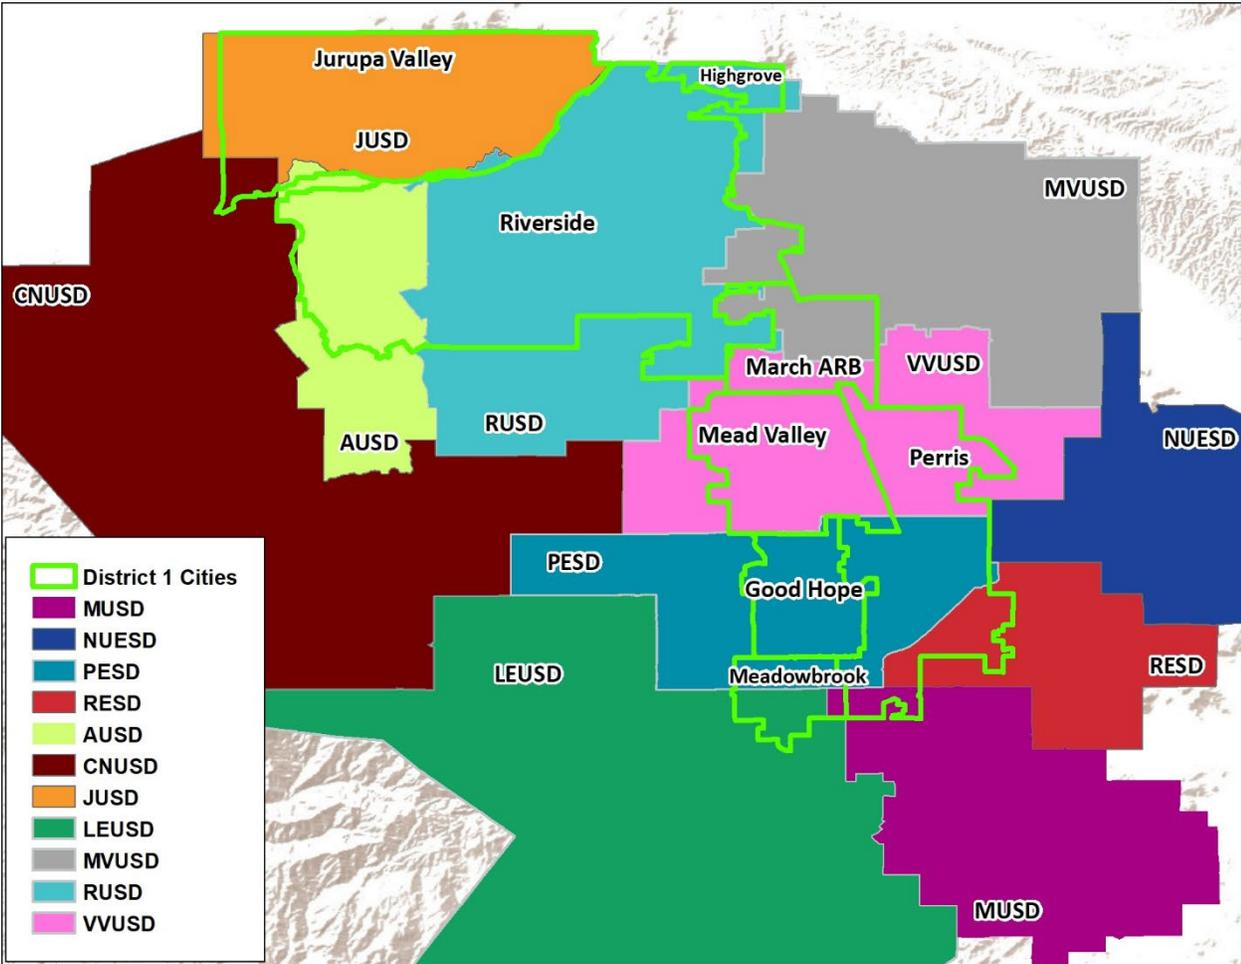 Jurupa Valley
Highgrove
JUSD
MVUSD
Riverside
CNUSD
March ARB
VVUSD
RUSD
Mead Valley
AUSD
NUESD
Perris
PESD
Good Hope
LEUSD
Meadowbrook
RESD
MUSD
District 1 Cities
MUSD
NUESD
PESD
RESD
AUSD
CNUSD
JUSD
LEUSD
MVUSD
RUSD
VVUSD